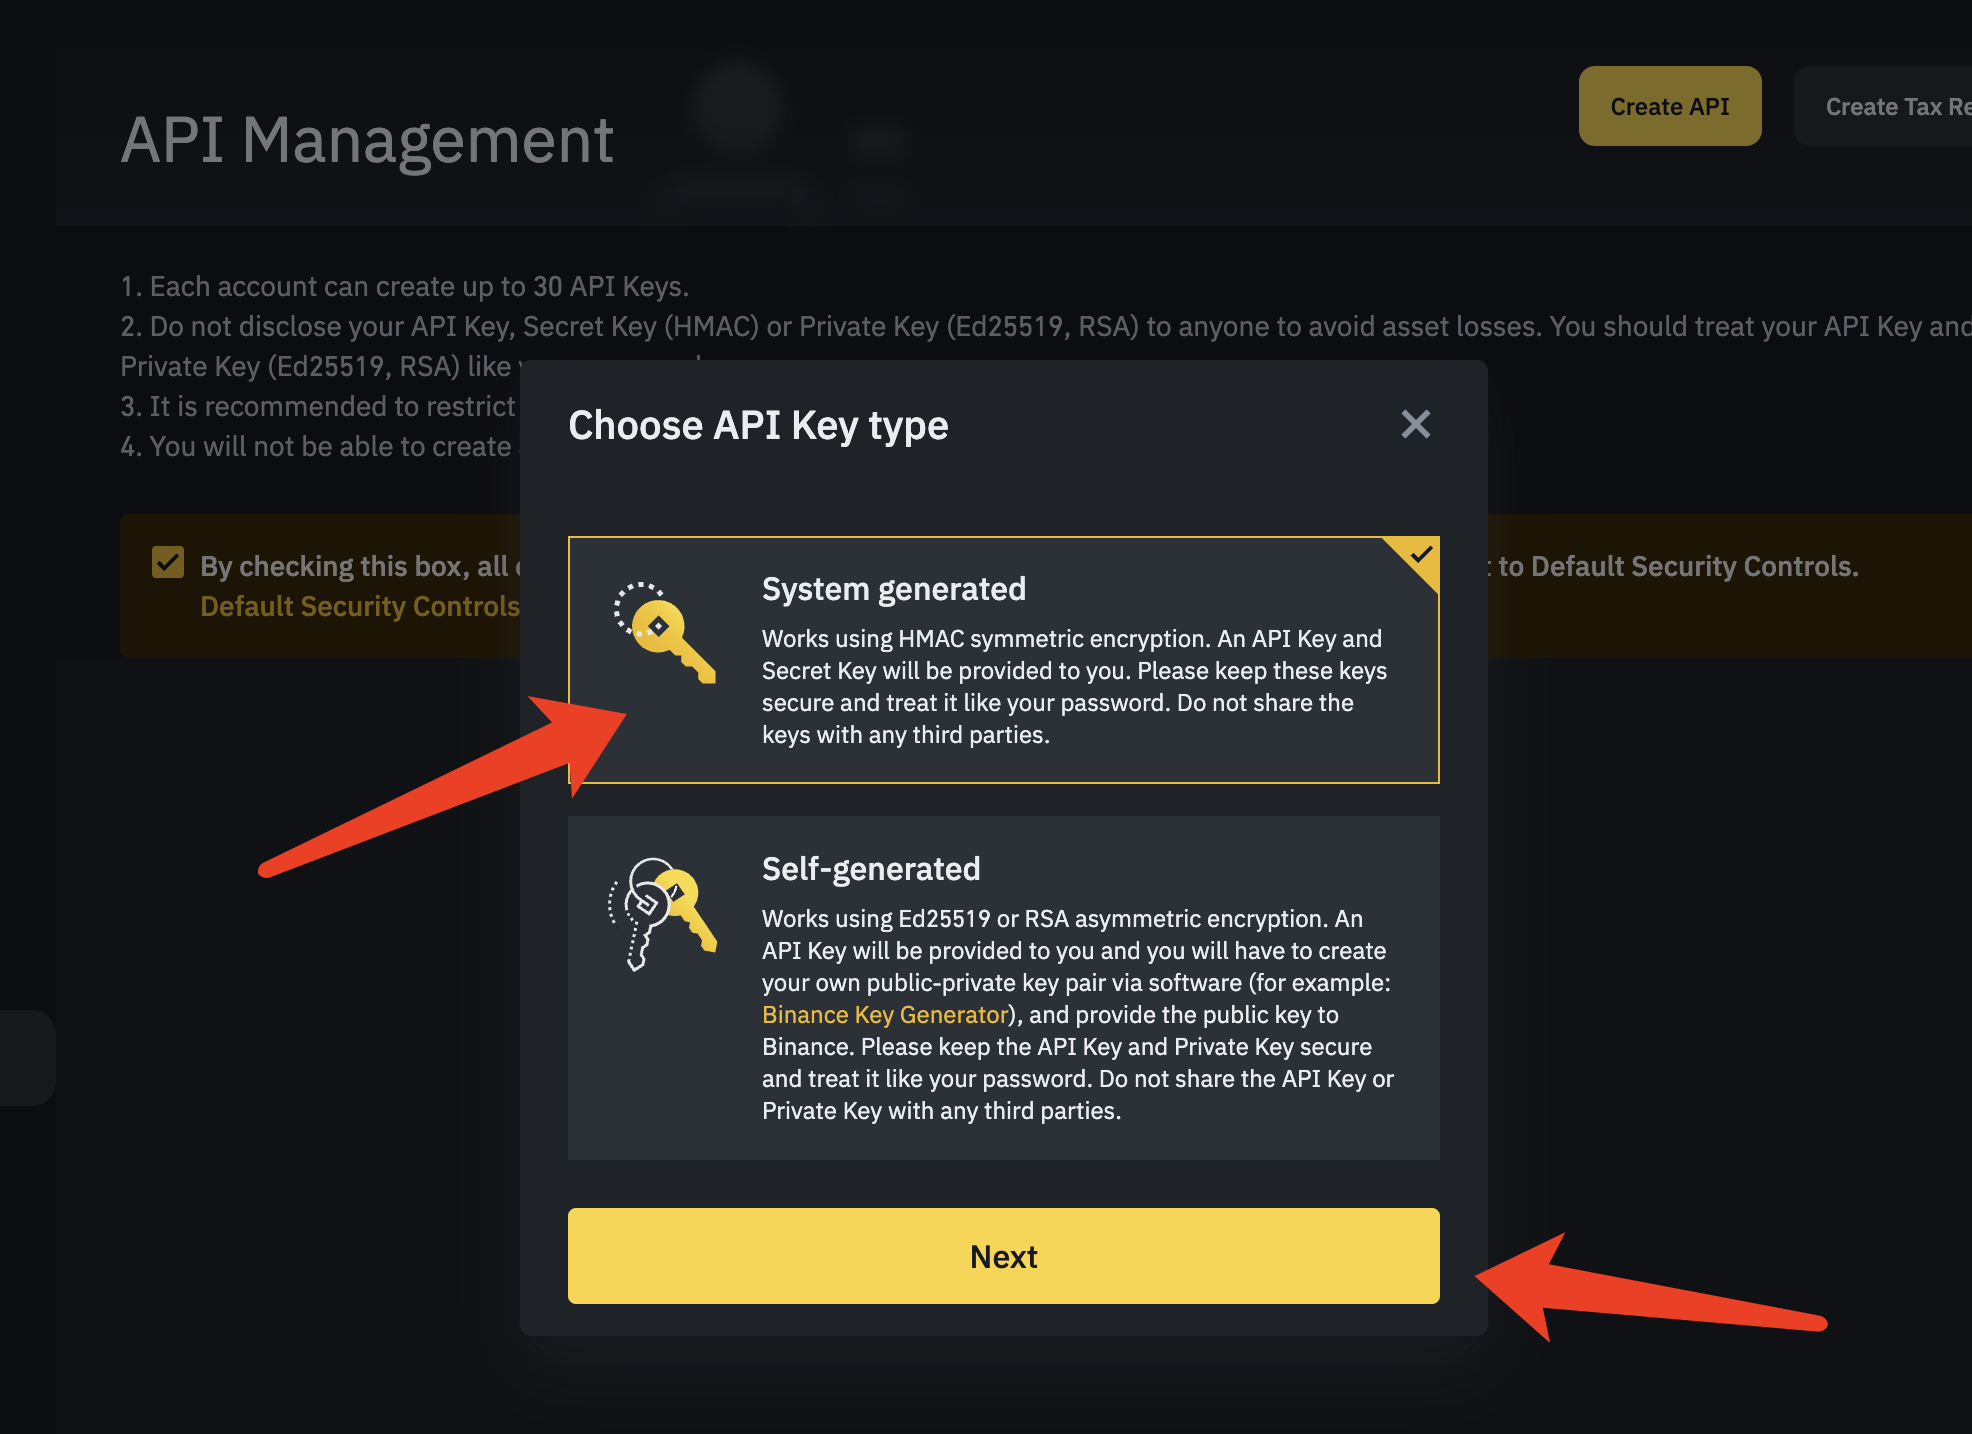 API Management
Create API
Create Tax Re
1. Each account can create up to 30 API Keys.
2. Do not disclose your API Key, Secret Key (HMAC) or Private Key (Ed25519, RSA) to anyone to avoid asset losses. You should treat your API Key and
Private Key (Ed25519, RSA) like
3. It is recommended to restrict
4. You will not be able to create
By checking this box, all
to Default Security Controls.
Default Security Controls
Choose API Key type
System generated
Works using HMAC symmetric encryption. An API Key and
Secret Key will be provided to you. Please keep these keys
secure and treat it like your password. Do not share the
keys with any third parties.
Self-generated
Works using Ed25519 or RSA asymmetric encryption. An
API Key will be provided to you and you will have to create
your own public-private key pair via software (for example:
Binance Key Generator), and provide the public key to
Binance. Please keep the API Key and Private Key secure
and treat it like your password. Do not share the API Key or
Private Key with any third parties.
Next